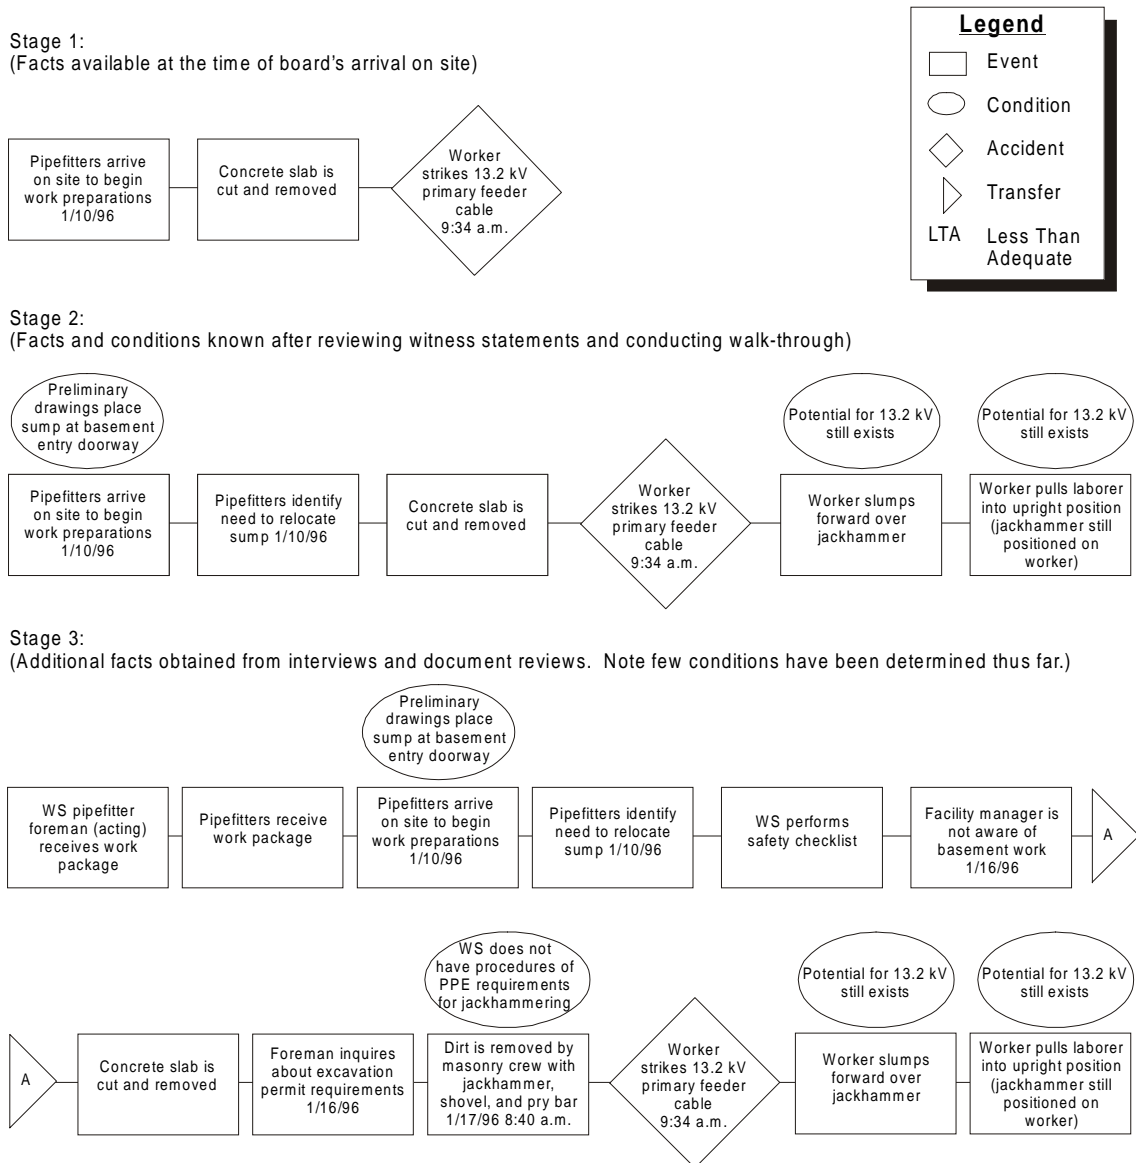 Stage 1:
(Facts available at the time of board's arrival on site)
Legend
Event
Condition
Accident
Transfer
LTA
Less Than
Adequate
Pipefitters arrive
on site to begin
work preparations
1/10/96
Concrete slab is
cut and removed
Worker
strikes 13.2 kV
primary feeder
cable
9:34 a.m.
Stage 2:
(Facts and conditions known after reviewing witness statements and conducting walk-through)
Preliminary
drawings place
sump at basement
entry doorway
Potential for 13.2 kV
still exists
Potential for 13.2 kV
still exists
Pipefitters arrive
on site to begin
work preparations
1/10/96
Pipefitters identify
need to relocate
sump 1/10/96
Concrete slab is
cut and removed
Worker
strikes 13.2 kV
primary feeder
cable
9:34 a.m.
Worker slumps
forward over
jackhammer
Worker pulls laborer
into upright position
(jackhammer still
positioned on
worker)
Stage 3:
(Additional facts obtained from interviews and document reviews. Note few conditions have been determined thus far.)
Preliminary
drawings place
sump at basement
entry doorway
WS pipefitter
foreman (acting)
receives work
package
Pipefitters receive
work package
Pipefitters arrive
on site to begin
work preparations
1/10/96
Pipefitters identify
need to relocate
sump 1/10/96
WS performs
safety checklist
Facility manager is
not aware of
basement work
1/16/96
A
WS does not
have procedures of
PPE requirements
for jackhammering
Potential for 13.2 kV
still exists
Potential for 13.2 kV
still exists
A
Concrete slab is
cut and removed
Foreman inquires
about excavation
permit requirements
1/16/96
Dirt is removed by
masonry crew with
jackhammer,
shovel, and pry bar
1/17/96 8:40 a.m.
Worker
strikes 13.2 kV
primary feeder
cable
9:34 a.m.
Worker slumps
forward over
jackhammer
Worker pulls laborer
into upright position
(jackhammer still
positioned on
worker)